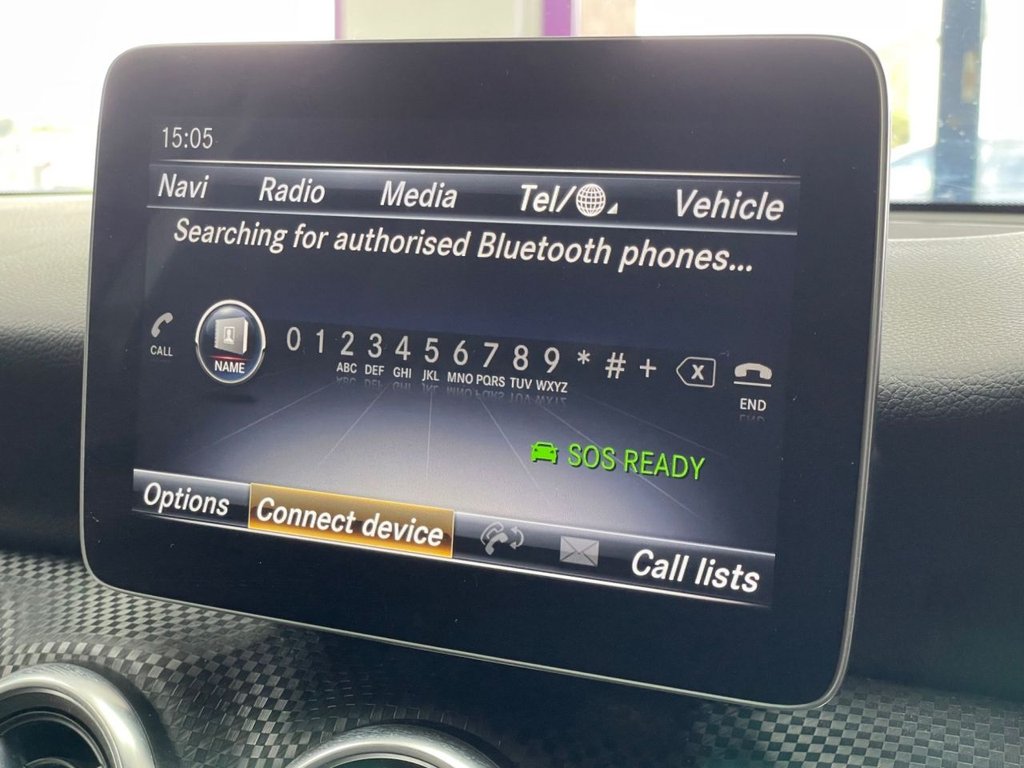 15:05
Navi Radio Media Tel/ Vehicle
Searching for authorised Bluetooth phones...
CALL NAME 0 1 2 3 4 5 6 7 8 9 * # + X END
ABC DEF GHI JKL MNO PQRS TUV WXYZ
SOS READY
Options Connect device Call lists